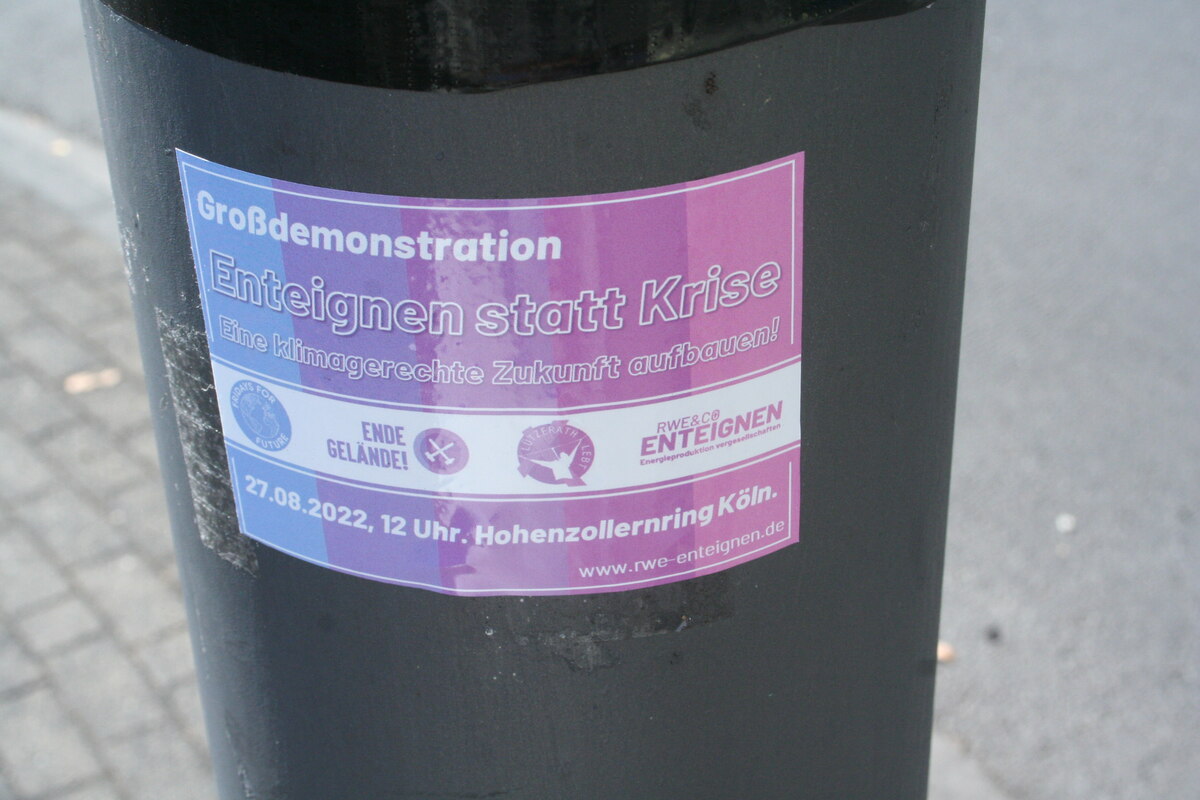 Großdemonstration
Enteignen statt Krise
Eine klimagerechte Zukunft aufbauen!
FRIDAYS FOR FUTURE
ENDE
GELÄNDE!
LÜTZERATH LEBT
RWE&CO
ENTEIGNEN
Energieproduktion vergesellschaften
27.08.2022, 12 Uhr. Hohenzollernring Köln.
www.rwe-enteignen.de